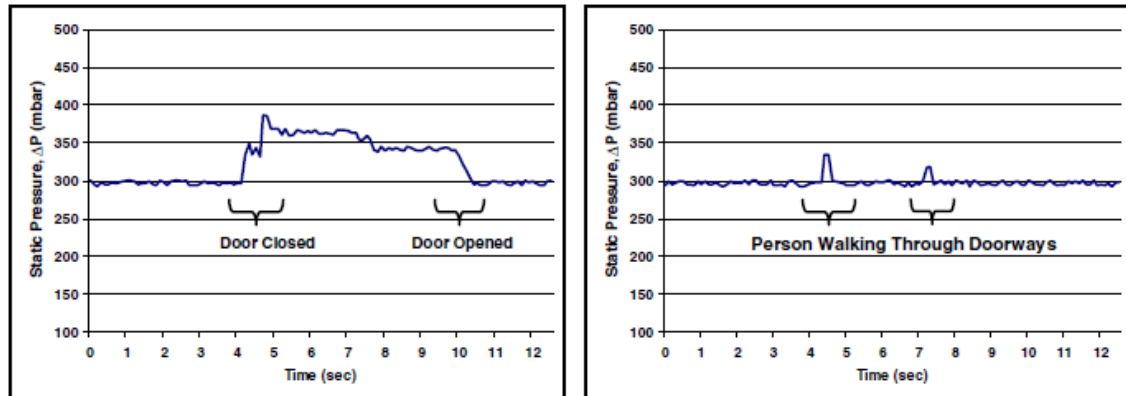 Static Pressure, ΔP (mbar)
500
450
400
350
300
250
200
150
100
Door Closed
Door Opened
0 1 2 3 4 5 6 7 8 9 10 11 12
Time (sec)
Static Pressure, ΔP (mbar)
500
450
400
350
300
250
200
150
100
Person Walking Through Doorways
0 1 2 3 4 5 6 7 8 9 10 11 12
Time (sec)